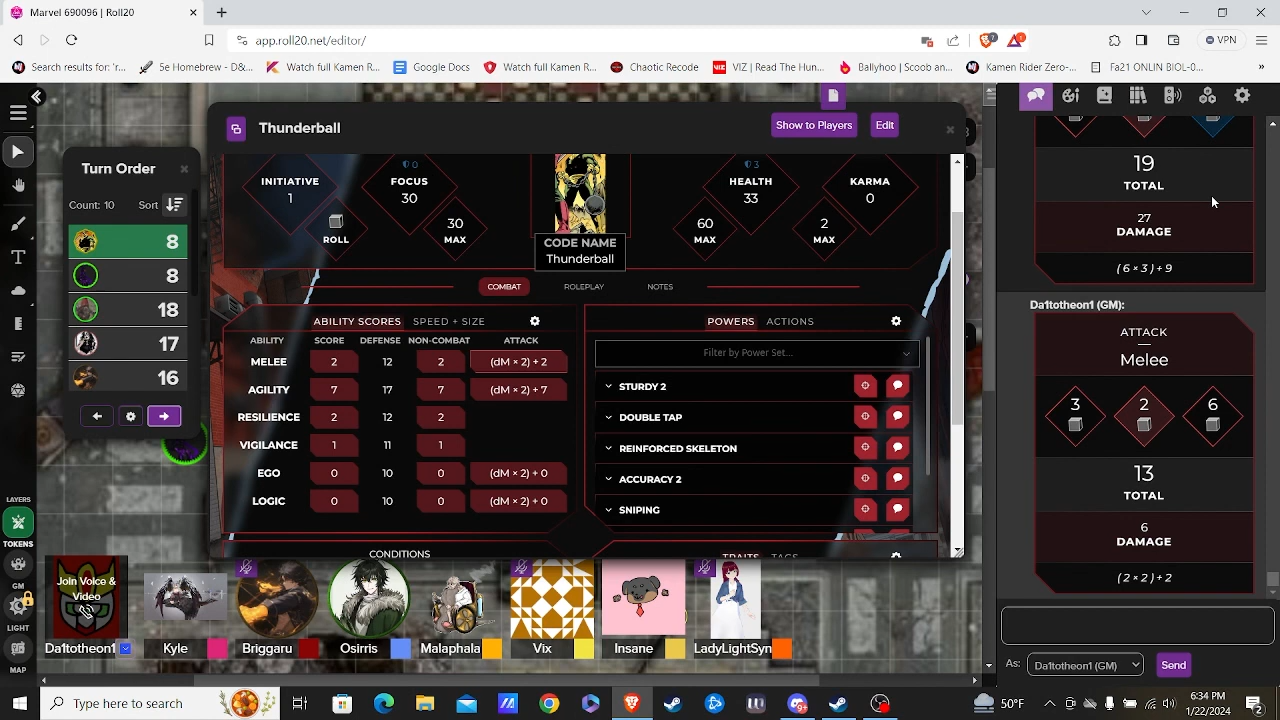 Marvel 690096 | Roll20
app.roll20.net/editor/
7
VPN
Search results for: 'r...
5e Homebrew - D&...
Watch full Kamen R...
Google Docs
Watch full Kamen R...
Chaotic Recode
VIZ | Read The Hun...
Ballyhoo | Scoob an...
Kamen Rider Zero...
Fa21 ONLIN BIOL-0...
Turn Order
Count: 10
Sort
8
8
18
17
16
Thunderball
Show to Players
Edit
INITIATIVE
1
ROLL
0
FOCUS
30
30
MAX
CODE NAME
Thunderball
3
HEALTH
33
60
MAX
KARMA
0
2
MAX
COMBAT
ROLEPLAY
NOTES
ABILITY SCORES
SPEED + SIZE
ABILITY SCORE DEFENSE NON-COMBAT ATTACK
MELEE 2 12 2 (dM × 2) + 2
AGILITY 7 17 7 (dM × 2) + 7
RESILIENCE 2 12 2
VIGILANCE 1 11 1
EGO 0 10 0 (dM × 2) + 0
LOGIC 0 10 0 (dM × 2) + 0
POWERS
ACTIONS
Filter by Power Set...
STURDY 2
DOUBLE TAP
REINFORCED SKELETON
ACCURACY 2
SNIPING
CONDITIONS
TRAITS
TAGS
LAYERS
TOKENS
GM
LIGHT
MAP
Join Voice &
Video
Da1totheon1
Kyle
Briggaru
Osirris
Malaphala
Vix
Insane
LadyLightSyn
19
TOTAL
27
DAMAGE
( 6 × 3 ) + 9
Da1totheon1 (GM):
ATTACK
Melee
3
2
6
13
TOTAL
6
DAMAGE
( 2 × 2 ) + 2
As:
Da1totheon1 (GM)
Send
Type here to search
9+
50°F
6:34 PM
1/22/2024